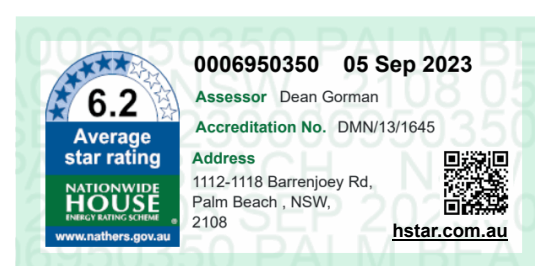 0006950350 05 Sep 2023
6.2
Average
star rating
NATIONWIDE
HOUSE
ENERGY RATING SCHEME
®
www.nathers.gov.au
Assessor Dean Gorman
Accreditation No. DMN/13/1645
Address
1112-1118 Barrenjoey Rd,
Palm Beach , NSW,
2108
hstar.com.au